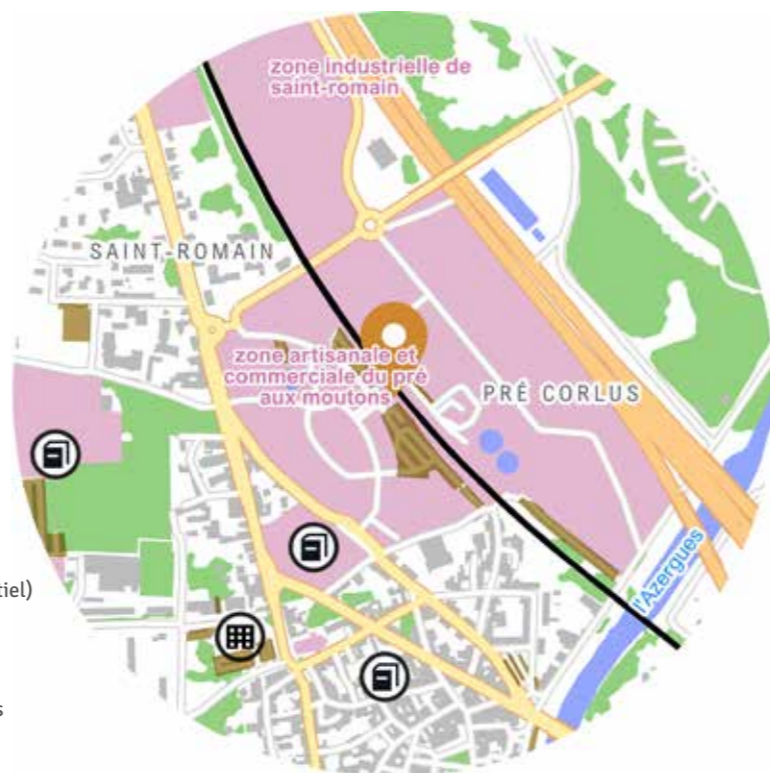 zone industrielle de
saint-romain
SAINT-ROMAIN
zone artisanale et
commerciale du pré
aux moutons
PRÉ CORLUS
l'Azergues
tiel)
s